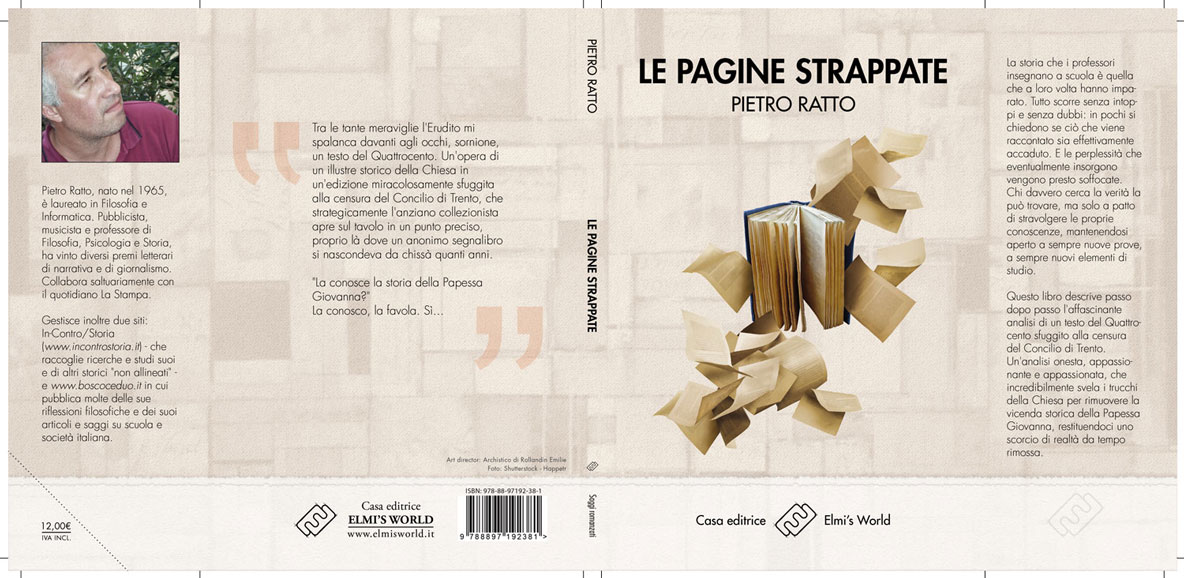 Pietro Ratto, nato nel 1965,
è laureato in Filosofia e
Informatica. Pubblicista,
musicista e professore di
Filosofia, Psicologia e Storia,
ha vinto diversi premi letterari
di narrativa e di giornalismo.
Collabora saltuariamente con
il quotidiano La Stampa.
Gestisce inoltre due siti:
In-Contro/Storia
(www.incontrostoria.it) - che
raccoglie ricerche e studi suoi
e di altri storici "non allineati" -
e www.boscoceduo.it in cui
pubblica molte delle sue
riflessioni filosofiche e dei suoi
articoli e saggi su scuola e
società italiana.
12,00€
IVA INCL.
"
Tra le tante meraviglie l'Erudito mi
spalanca davanti agli occhi, sornione,
un testo del Quattrocento. Un'opera di
un illustre storico della Chiesa in
un'edizione miracolosamente sfuggita
alla censura del Concilio di Trento, che
strategicamente l'anziano collezionista
apre sul tavolo in un punto preciso,
proprio là dove un anonimo segnalibro
si nascondeva da chissà quanti anni.
"La conosce la storia della Papessa
Giovanna?"
La conosco, la favola. Sì...
"
Art director: Archistico di Rollandin Emilie
Foto: Shutterstock - Happetr
Casa editrice
ELMI'S WORLD
www.elmisworld.it
ISBN: 978-88-97192-38-1
9 788897 192381 >
PIETRO RATTO
LE PAGINE STRAPPATE
Saggi romanzati
LE PAGINE STRAPPATE
PIETRO RATTO
Casa editrice
Elmi's World
La storia che i professori
insegnano a scuola è quella
che a loro volta hanno impa-
rato. Tutto scorre senza intop-
pi e senza dubbi: in pochi si
chiedono se ciò che viene
raccontato sia effettivamente
accaduto. E le perplessità che
eventualmente insorgono
vengono presto soffocate.
Chi davvero cerca la verità la
può trovare, ma solo a patto
di stravolgere le proprie
conoscenze, mantenendosi
aperto a sempre nuove prove,
a sempre nuovi elementi di
studio.
Questo libro descrive passo
dopo passo l'affascinante
analisi di un testo del Quattro-
cento sfuggito alla censura
del Concilio di Trento.
Un'analisi onesta, appassio-
nante e appassionata, che
incredibilmente svela i trucchi
della Chiesa per rimuovere la
vicenda storica della Papessa
Giovanna, restituendoci uno
scorcio di realtà da tempo
rimossa.